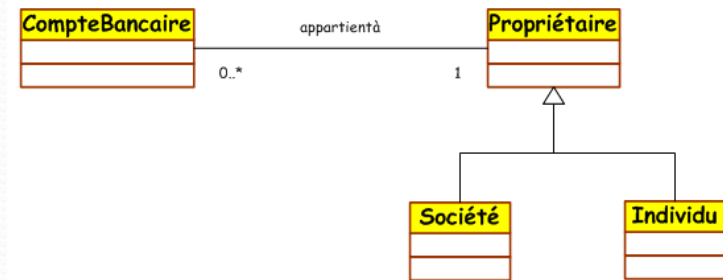 CompteBancaire
appartientà
Propriétaire
0..*
1
Société
Individu